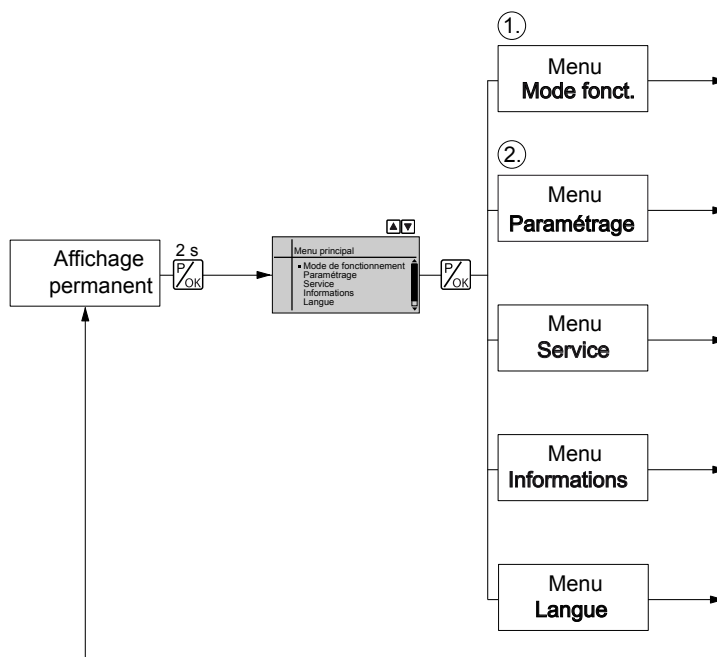 1.
Menu
Mode fonct.
2.
Menu
Paramétrage
Affichage
permanent
2 s
P/OK
▲▼
Menu principal
Mode de fonctionnement
Paramétrage
Service
Informations
Langue
P/OK
Menu
Service
Menu
Informations
Menu
Langue